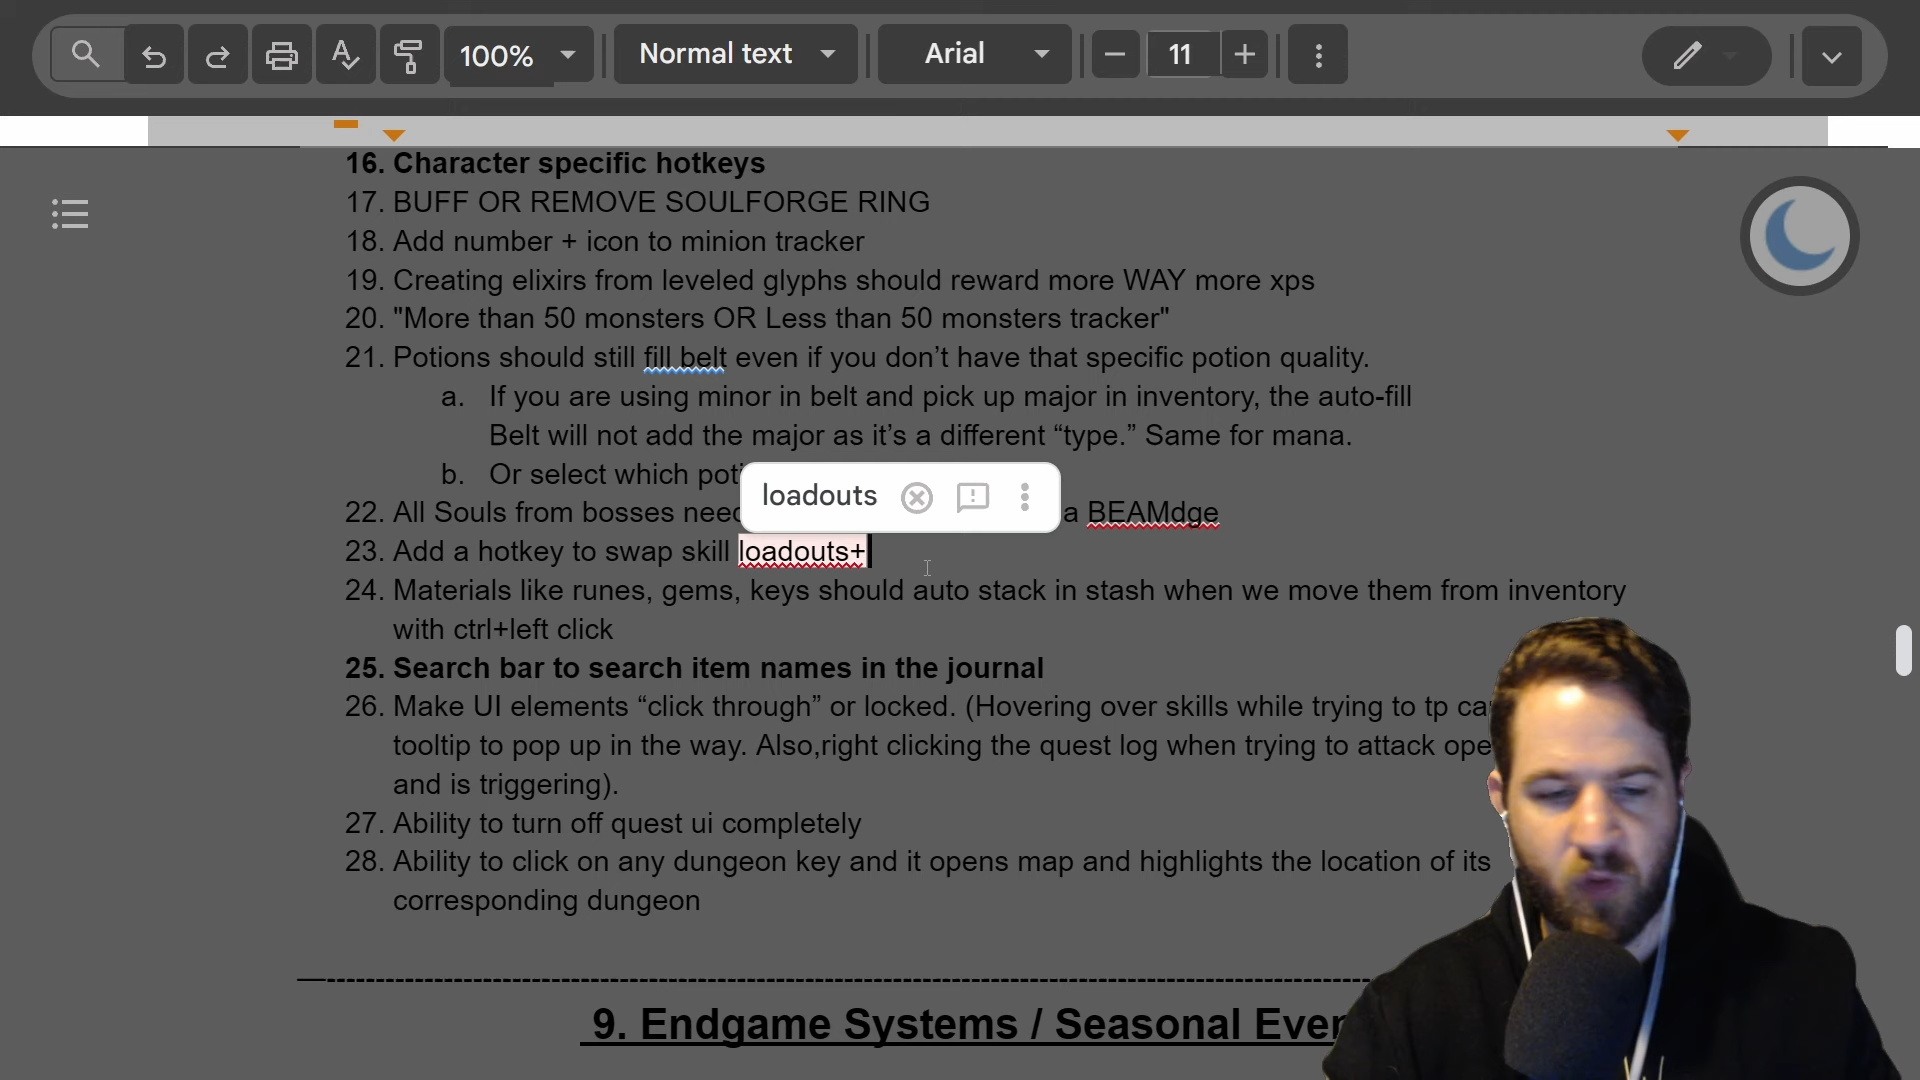 100%
Normal text
Arial
11
16. Character specific hotkeys
17. BUFF OR REMOVE SOULFORGE RING
18. Add number + icon to minion tracker
19. Creating elixirs from leveled glyphs should reward more WAY more xps
20. "More than 50 monsters OR Less than 50 monsters tracker"
21. Potions should still fill belt even if you don’t have that specific potion quality.
a. If you are using minor in belt and pick up major in inventory, the auto-fill
Belt will not add the major as it’s a different “type.” Same for mana.
b. Or select which
loadouts
22. All Souls from bosses a BEAMdge
23. Add a hotkey to swap skill loadouts+
24. Materials like runes, gems, keys should auto stack in stash when we move them from inventory
with ctrl+left click
25. Search bar to search item names in the journal
26. Make UI elements “click through” or locked. (Hovering over skills while trying to tp
tooltip to pop up in the way. Also,right clicking the quest log when trying to attack
and is triggering).
27. Ability to turn off quest ui completely
28. Ability to click on any dungeon key and it opens map and highlights the location of its
corresponding dungeon
9. Endgame Systems / Seasonal